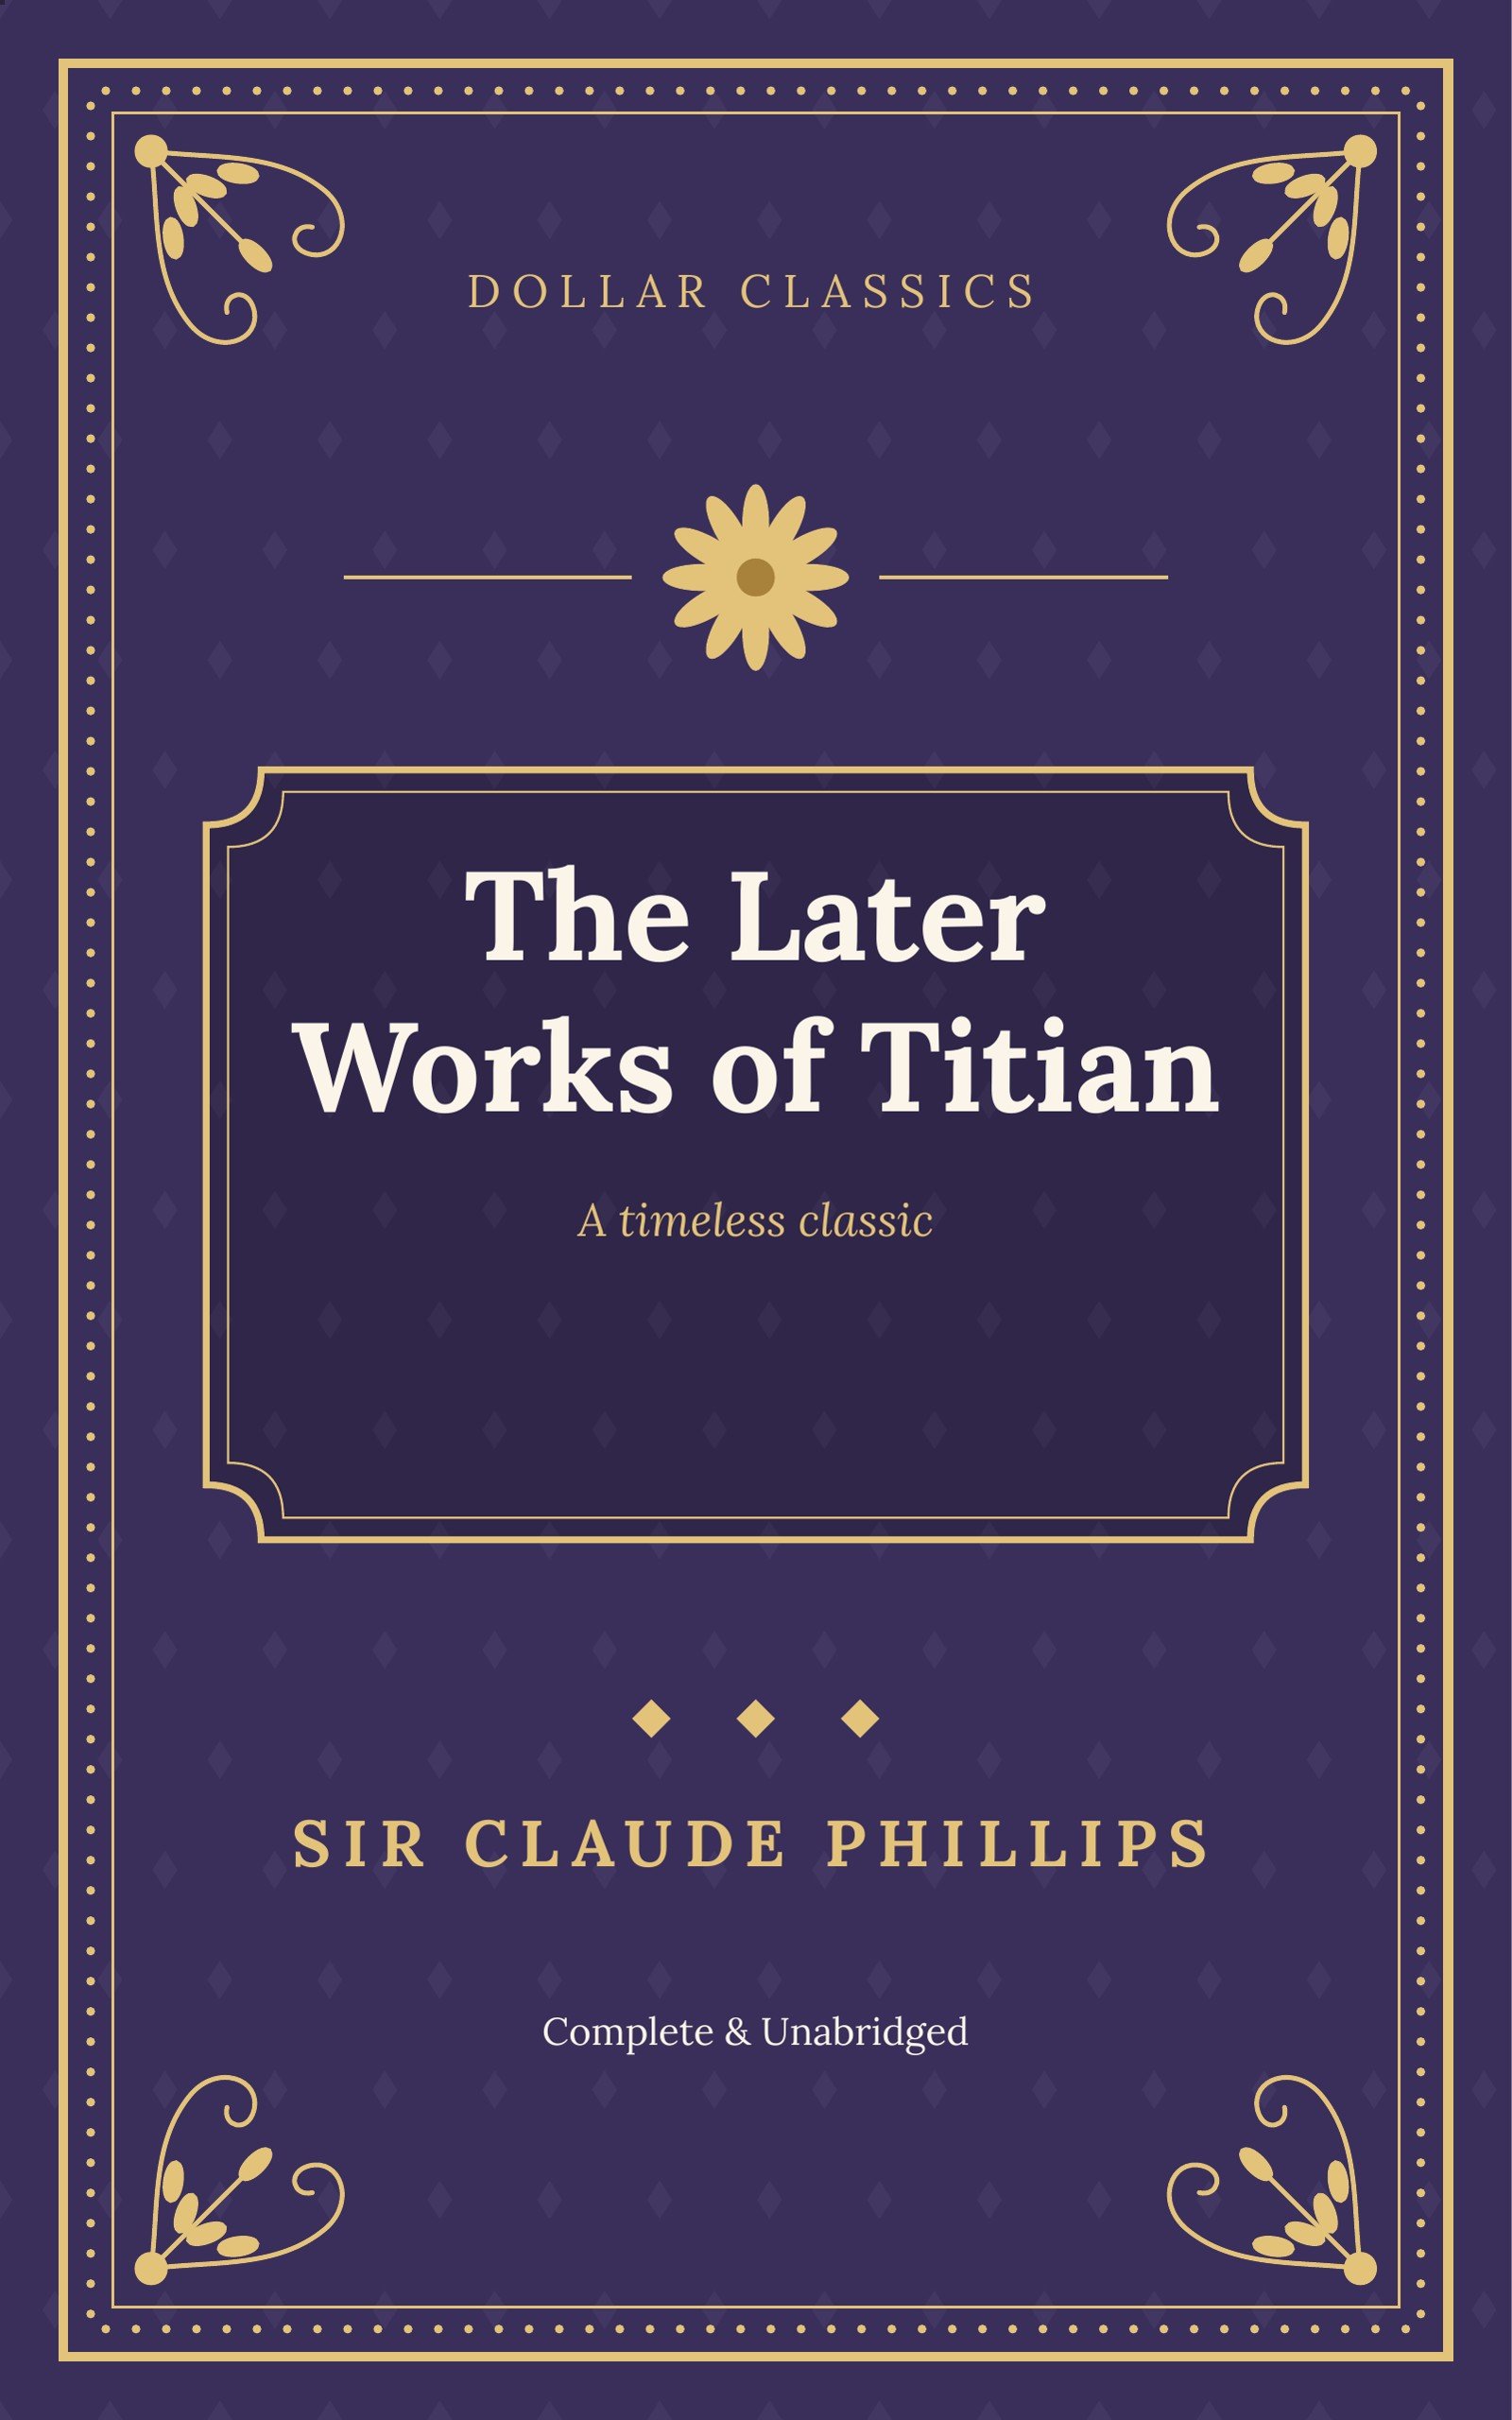 DOLLAR CLASSICS
The Later
Works of Titian
A timeless classic
SIR CLAUDE PHILLIPS
Complete & Unabridged